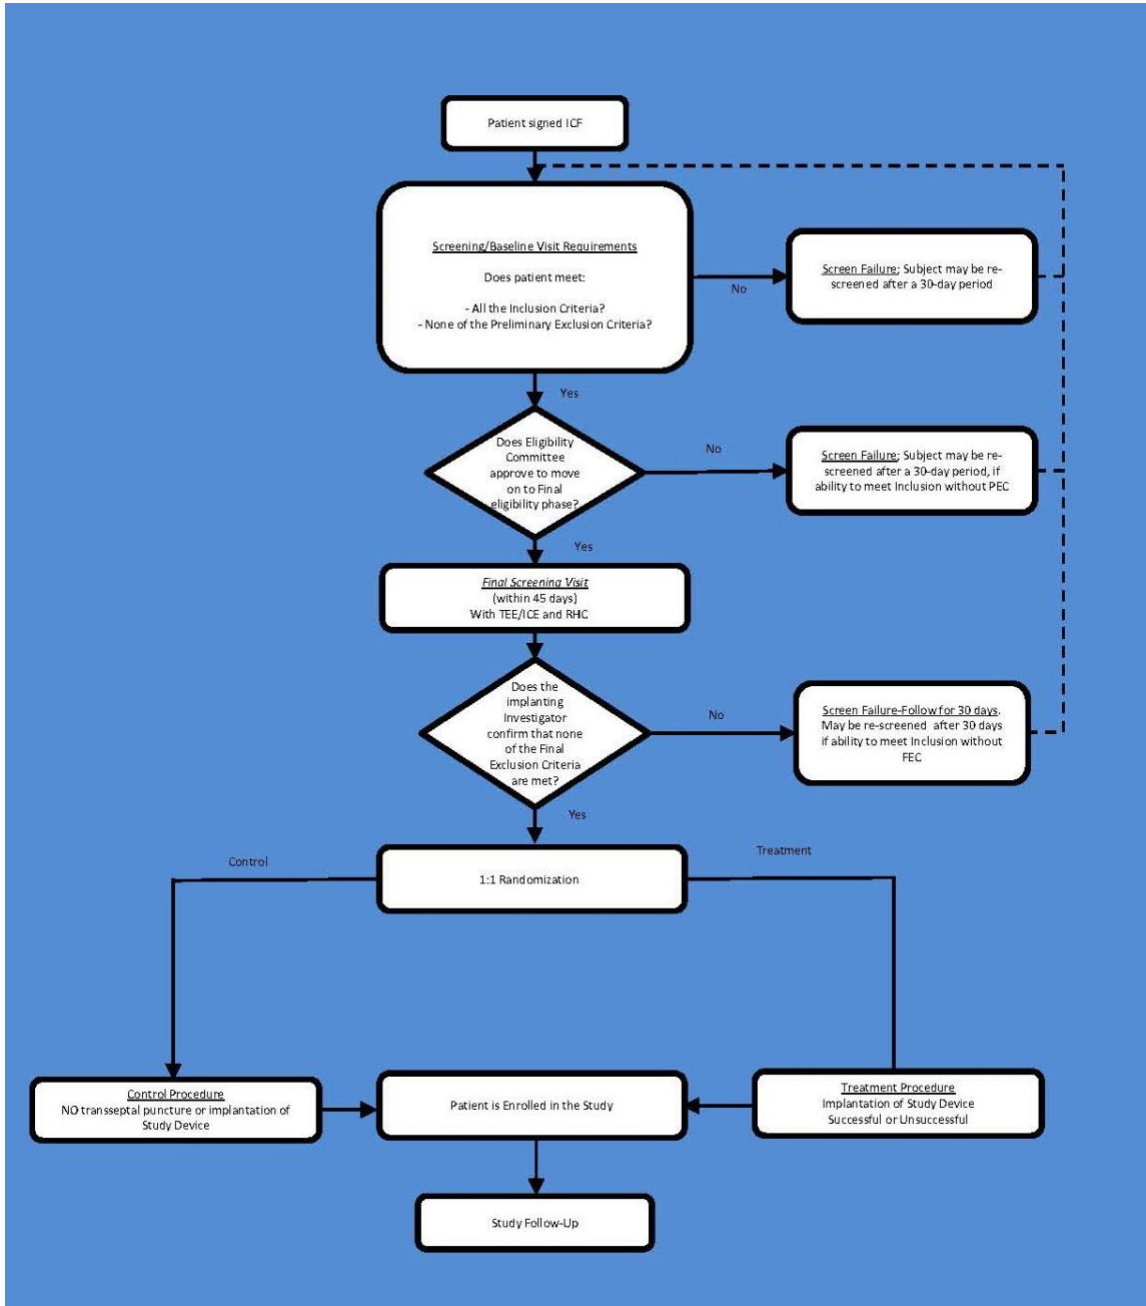 Patient signed ICF
Screening/Baseline Visit Requirements
Does patient meet:
- All the Inclusion Criteria?
- None of the Preliminary Exclusion Criteria?
No
Screen Failure; Subject may be re-
screened after a 30-day period
Yes
Does Eligibility
Committee
approve to move
on to Final
eligibility phase?
No
Screen Failure; Subject may be re-
screened after a 30-day period, if
ability to meet Inclusion without PEC
Yes
Final Screening Visit
(within 45 days)
With TEE/ICE and RHC
Does the
implanting
Investigator
confirm that none
of the Final
Exclusion Criteria
are met?
No
Screen Failure-Follow for 30 days.
May be re-screened after 30 days
if ability to meet Inclusion without
FEC
Yes
Control
1:1 Randomization
Treatment
Control Procedure
NO transseptal puncture or implantation of
Study Device
Patient is Enrolled in the Study
Treatment Procedure
Implantation of Study Device
Successful or Unsuccessful
Study Follow-Up